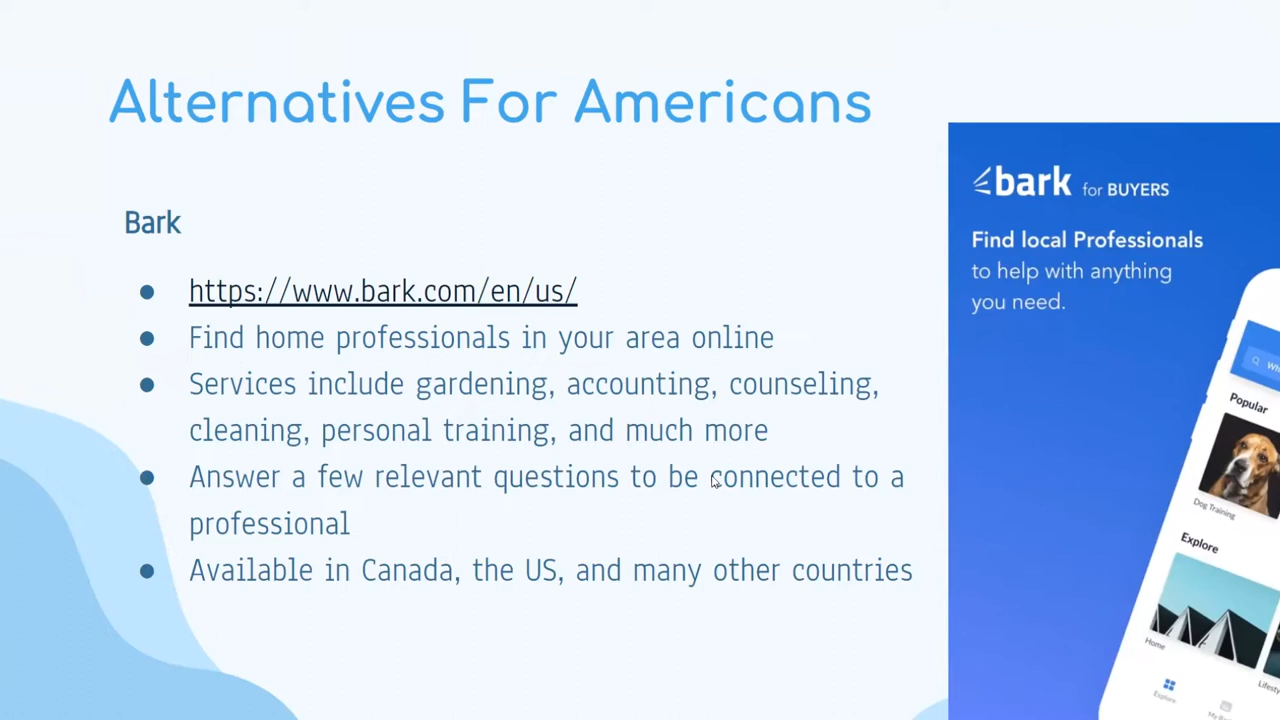 Alternatives For Americans
Bark
https://www.bark.com/en/us/
Find home professionals in your area online
Services include gardening, accounting, counseling,
cleaning, personal training, and much more
Answer a few relevant questions to be connected to a
professional
Available in Canada, the US, and many other countries
bark for BUYERS
Find local Professionals
to help with anything
you need.
Popular
Dog Training
Explore
Home
Explore